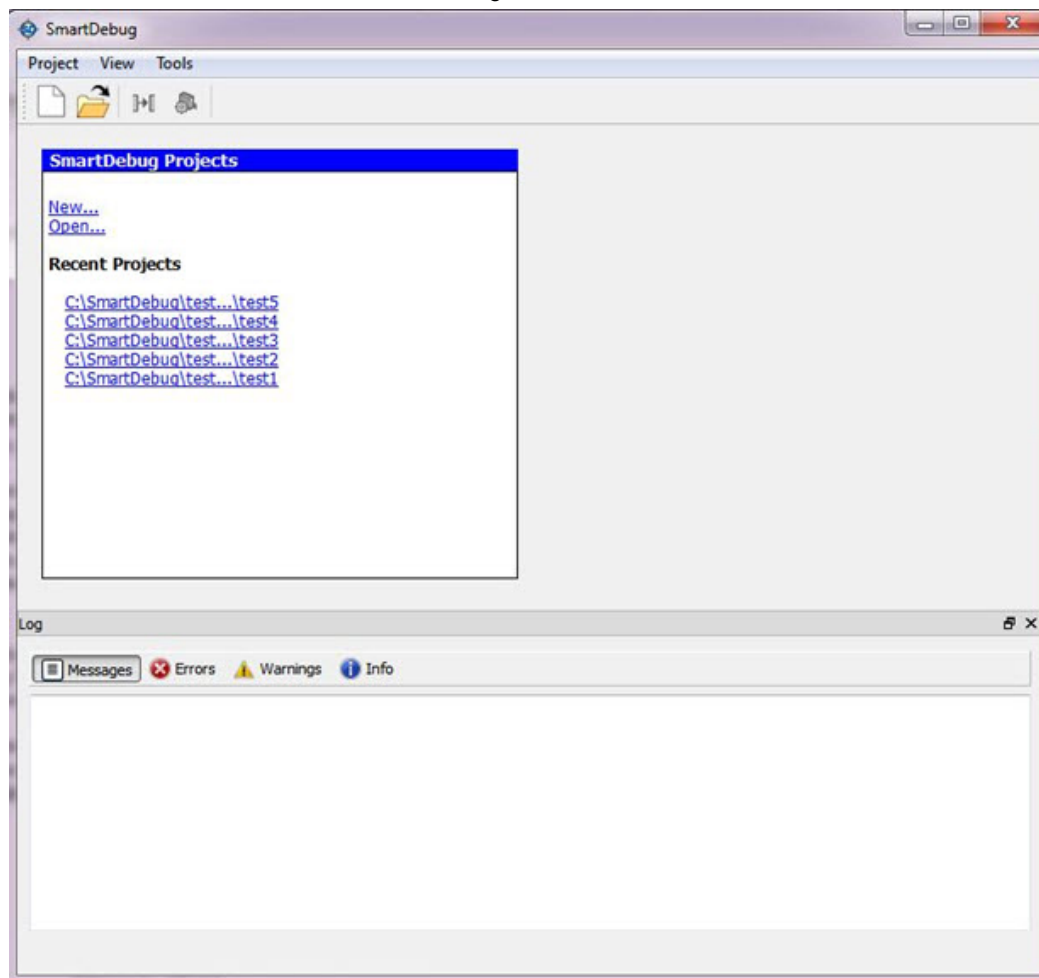 SmartDebug
Project View Tools
SmartDebug Projects
New...
Open...
Recent Projects
C:\SmartDebug\test...\test5
C:\SmartDebug\test...\test4
C:\SmartDebug\test...\test3
C:\SmartDebug\test...\test2
C:\SmartDebug\test...\test1
Log
Messages Errors Warnings Info